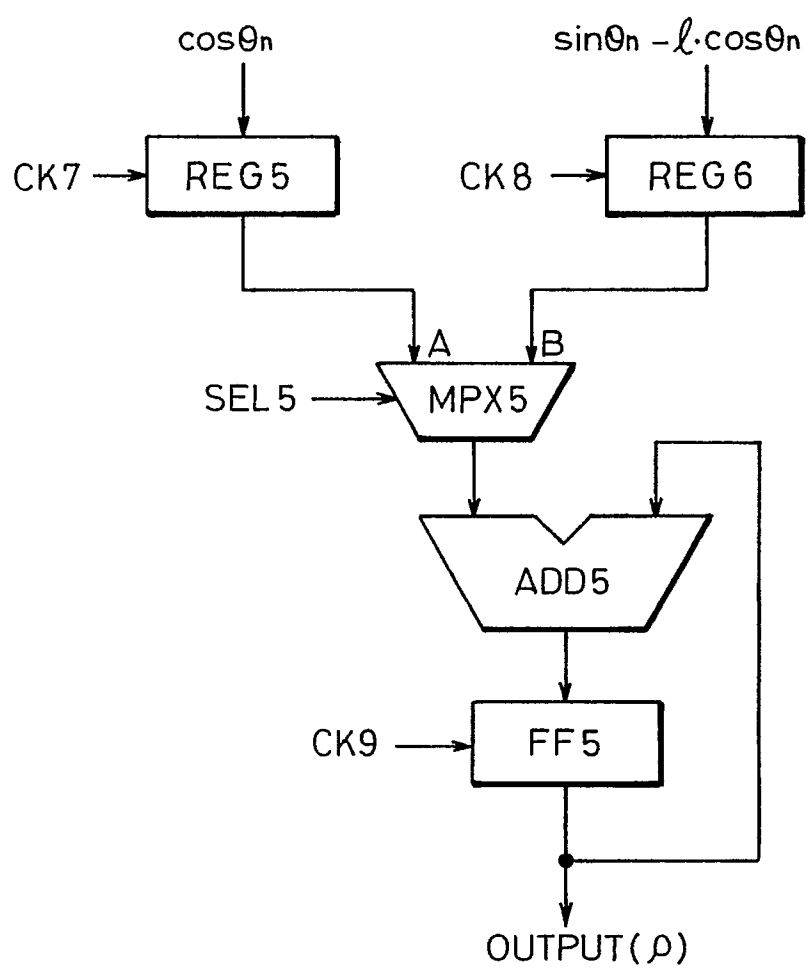 cosθn
sinθn - ℓ·cosθn
CK7
REG5
CK8
REG6
A
B
SEL5
MPX5
ADD5
CK9
FF5
OUTPUT(ρ)